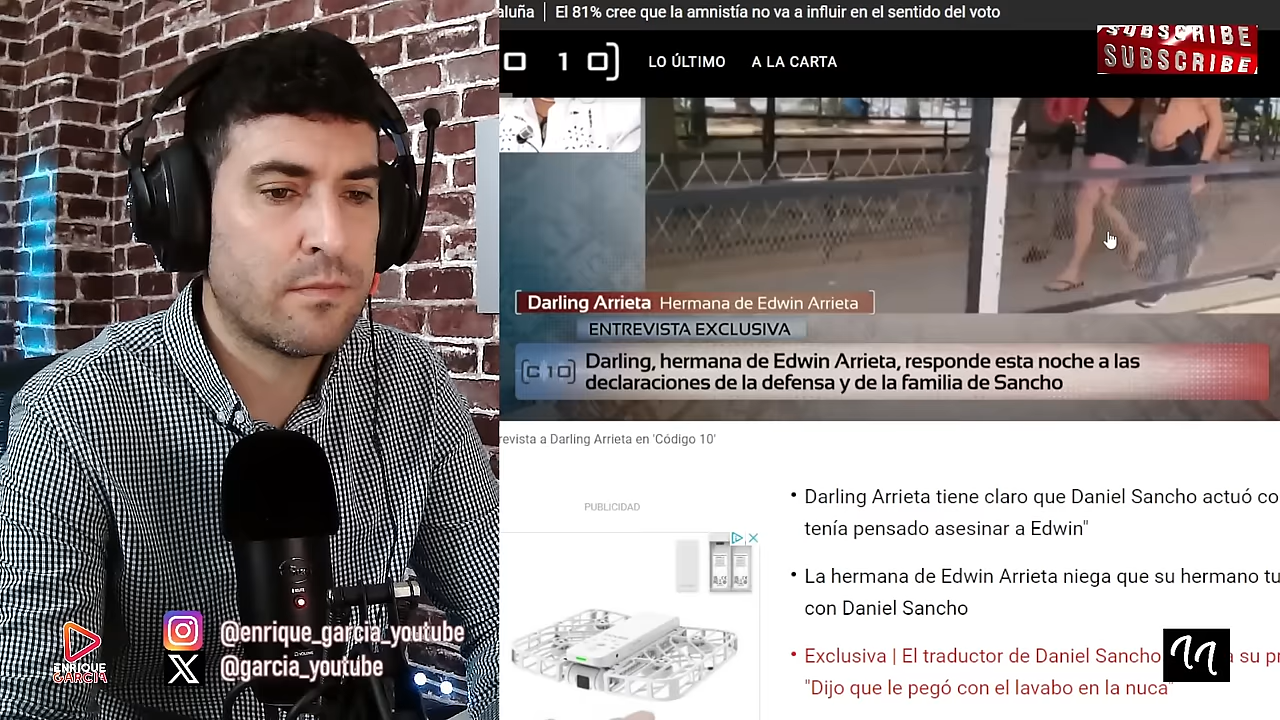 aluña | El 81% cree que la amnistía no va a influir en el sentido del voto
SUBSCRIBE
SUBSCRIBE
O 10] LO ÚLTIMO A LA CARTA
Darling Arrieta Hermana de Edwin Arrieta
ENTREVISTA EXCLUSIVA
[C 10]
Darling, hermana de Edwin Arrieta, responde esta noche a las
declaraciones de la defensa y de la familia de Sancho
revista a Darling Arrieta en 'Código 10'
PUBLICIDAD
• Darling Arrieta tiene claro que Daniel Sancho actuó co
tenía pensado asesinar a Edwin"
• La hermana de Edwin Arrieta niega que su hermano tu
con Daniel Sancho
• Exclusiva | El traductor de Daniel Sancho a su pr
"Dijo que le pegó con el lavabo en la nuca"
ENRIQUE
GARCIA
@enrique_garcia_youtube
@garcia_youtube